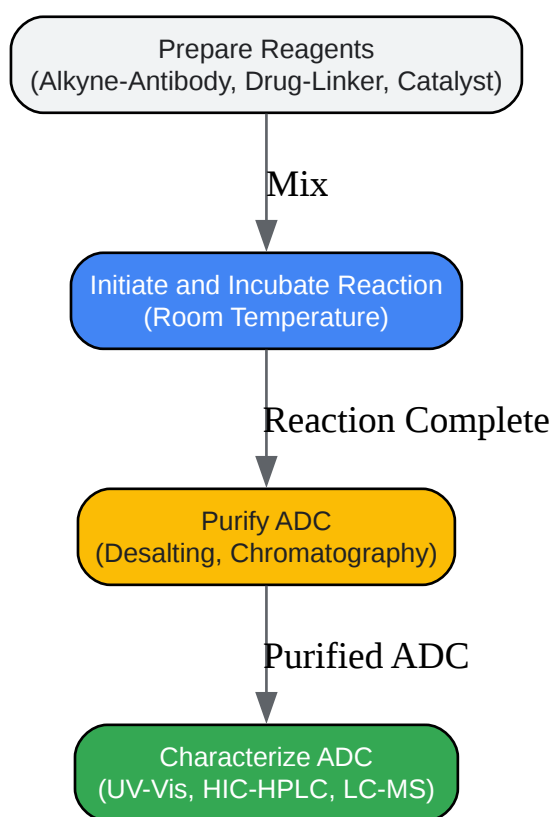 Prepare Reagents
(Alkyne-Antibody, Drug-Linker, Catalyst)
Mix
Initiate and Incubate Reaction
(Room Temperature)
Reaction Complete
Purify ADC
(Desalting, Chromatography)
Purified ADC
Characterize ADC
(UV-Vis, HIC-HPLC, LC-MS)